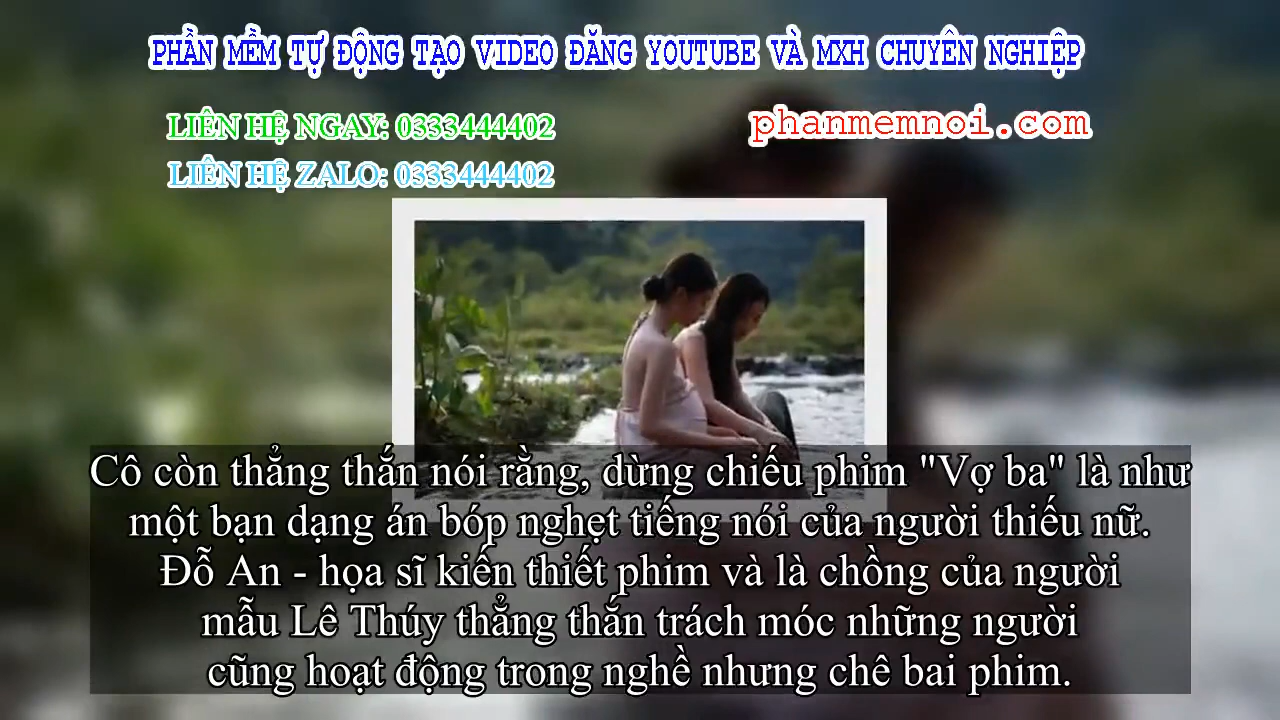 PHẦN MỀM TỰ ĐỘNG TẠO VIDEO ĐĂNG YOUTUBE VÀ MXH CHUYÊN NGHIỆP
LIÊN HỆ NGAY: 0333444402
phanmemnoi.com
LIÊN HỆ ZALO: 0333444402
Cô còn thẳng thắn nói rằng, dừng chiếu phim "Vợ ba" là như
một bạn dạng án bóp nghẹt tiếng nói của người thiếu nữ.
Đỗ An - họa sĩ kiến thiết phim và là chồng của người
mẫu Lê Thúy thẳng thắn trách móc những người
cũng hoạt động trong nghề nhưng chê bai phim.